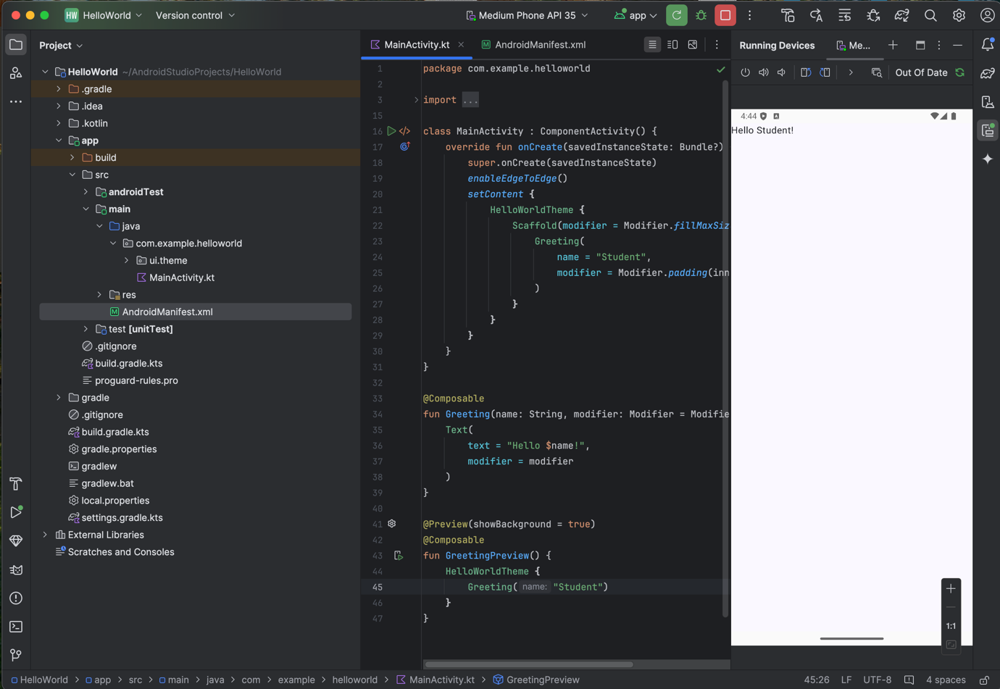 HW HelloWorld Version control Medium Phone API 35 app
Project
HelloWorld ~/AndroidStudioProjects/HelloWorld
.gradle
.idea
.kotlin
app
build
src
androidTest
main
java
com.example.helloworld
ui.theme
MainActivity.kt
res
AndroidManifest.xml
test [unitTest]
.gitignore
build.gradle.kts
proguard-rules.pro
gradle
.gitignore
build.gradle.kts
gradle.properties
gradlew
gradlew.bat
local.properties
settings.gradle.kts
External Libraries
Scratches and Consoles
MainActivity.kt AndroidManifest.xml
1 package com.example.helloworld
2
3 import ...
15
16 class MainActivity : ComponentActivity() {
17 override fun onCreate(savedInstanceState: Bundle?)
18 super.onCreate(savedInstanceState)
19 enableEdgeToEdge()
20 setContent {
21 HelloWorldTheme {
22 Scaffold(modifier = Modifier.fillMaxSiz
23 Greeting(
24 name = "Student",
25 modifier = Modifier.padding(inn
26 )
27 }
28 }
29 }
30 }
31 }
32
33 @Composable
34 fun Greeting(name: String, modifier: Modifier = Modifie
35 Text(
36 text = "Hello $name!",
37 modifier = modifier
38 )
39 }
40
41 @Preview(showBackground = true)
42 @Composable
43 fun GreetingPreview() {
44 HelloWorldTheme {
45 Greeting( name: "Student")
46 }
47 }
Running Devices Me...
Out Of Date
4:44
Hello Student!
1:1
HelloWorld > app > src > main > java > com > example > helloworld > MainActivity.kt > GreetingPreview 45:26 LF UTF-8 4 spaces